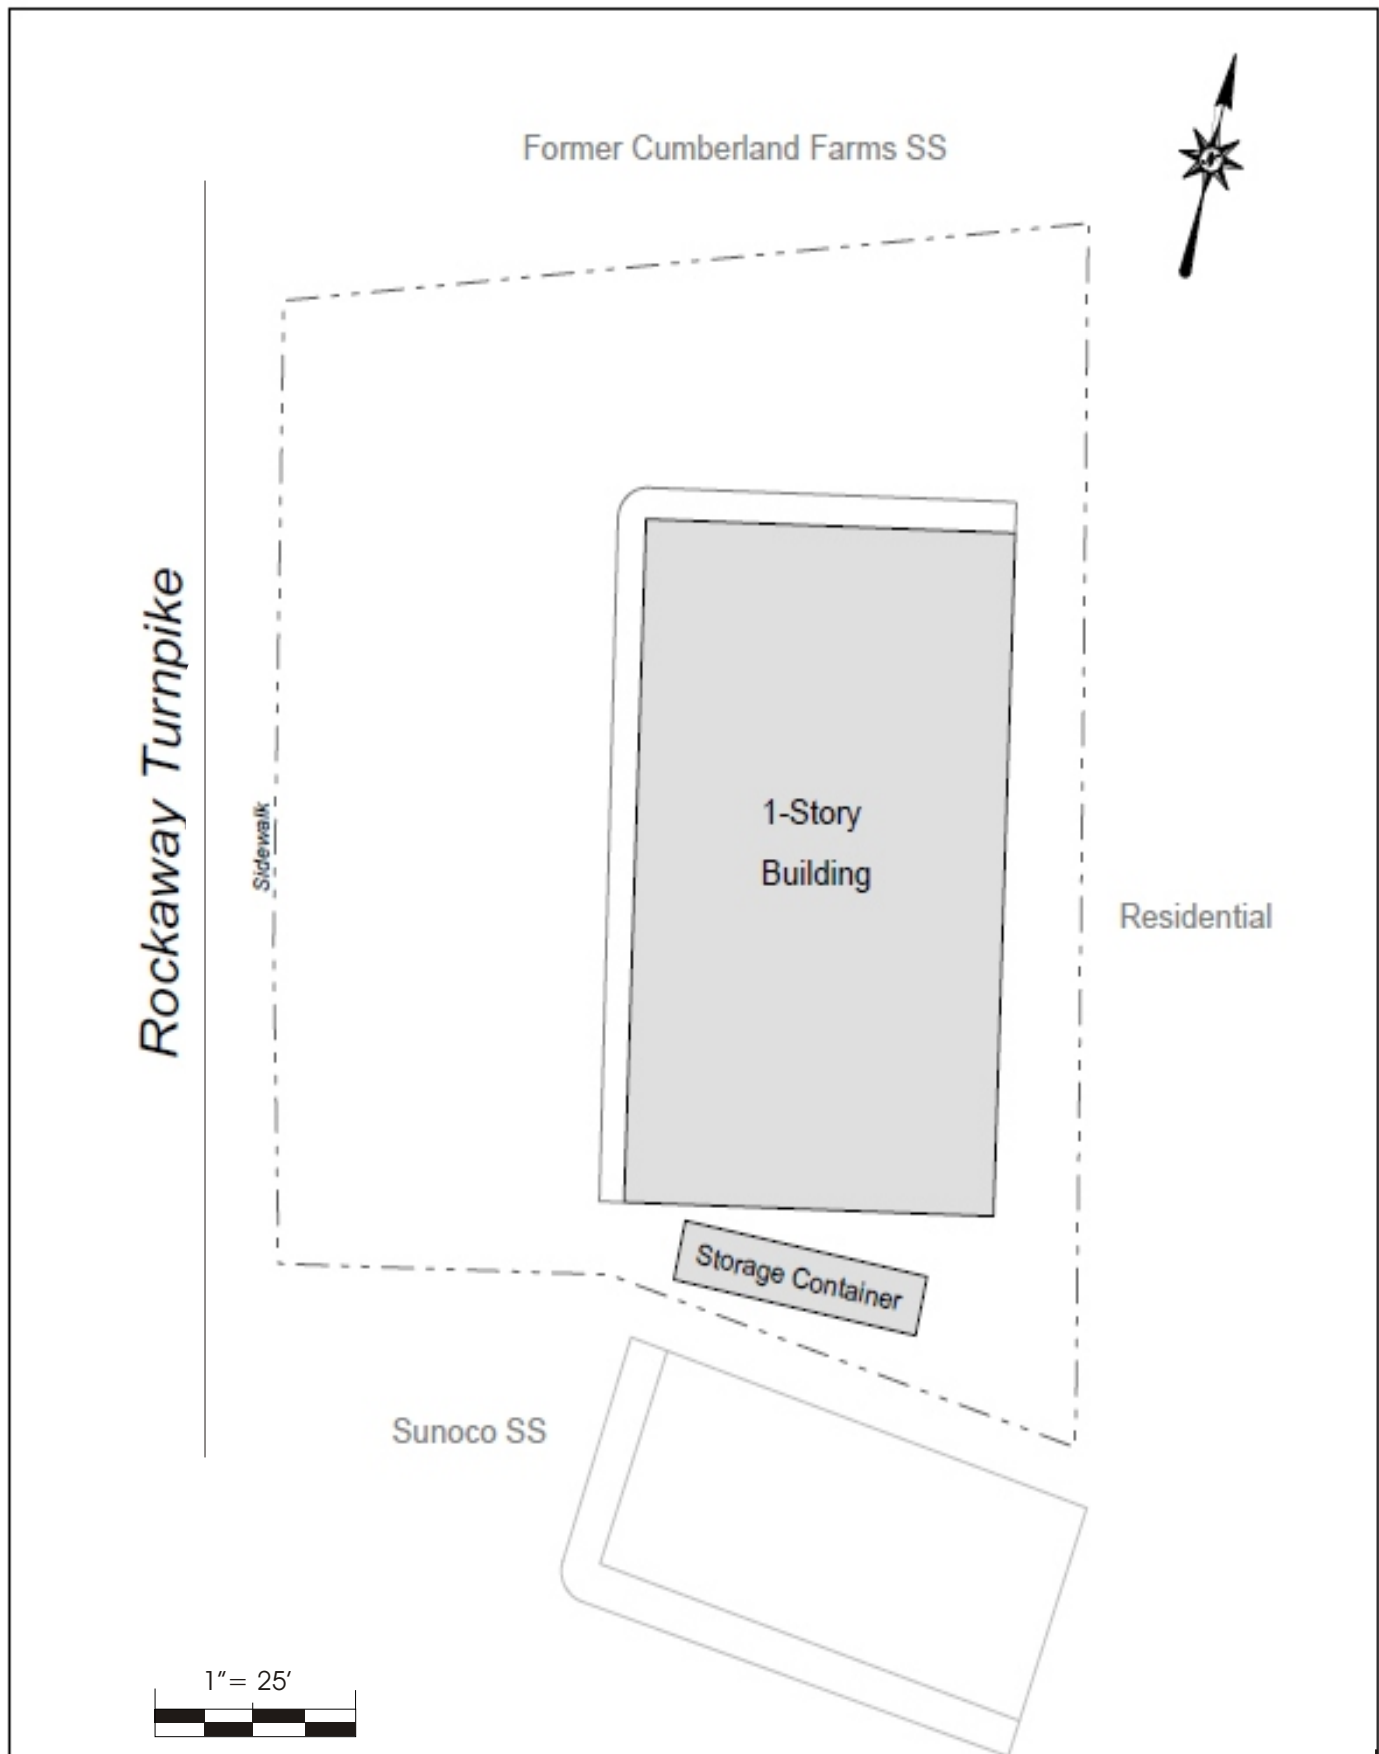 Former Cumberland Farms SS
Rockaway Turnpike
Sidewalk
1-Story
Building
Residential
Storage Container
Sunoco SS
1"= 25'